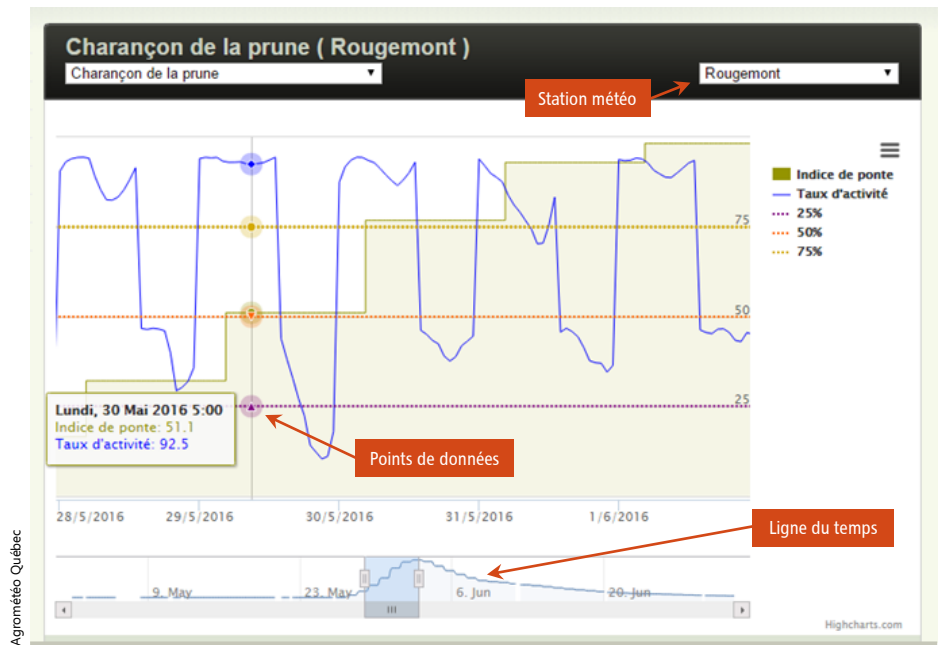 Charançon de la prune ( Rougemont )
Charançon de la prune
Rougemont
Station météo
Indice de ponte
Taux d'activité
25%
50%
75%
75
50
25
Lundi, 30 Mai 2016 5:00
Indice de ponte: 51.1
Taux d'activité: 92.5
Points de données
28/5/2016
29/5/2016
30/5/2016
31/5/2016
1/6/2016
Ligne du temps
9. May
23. May
6. Jun
20. Jun
Highcharts.com
Agrométéo Québec